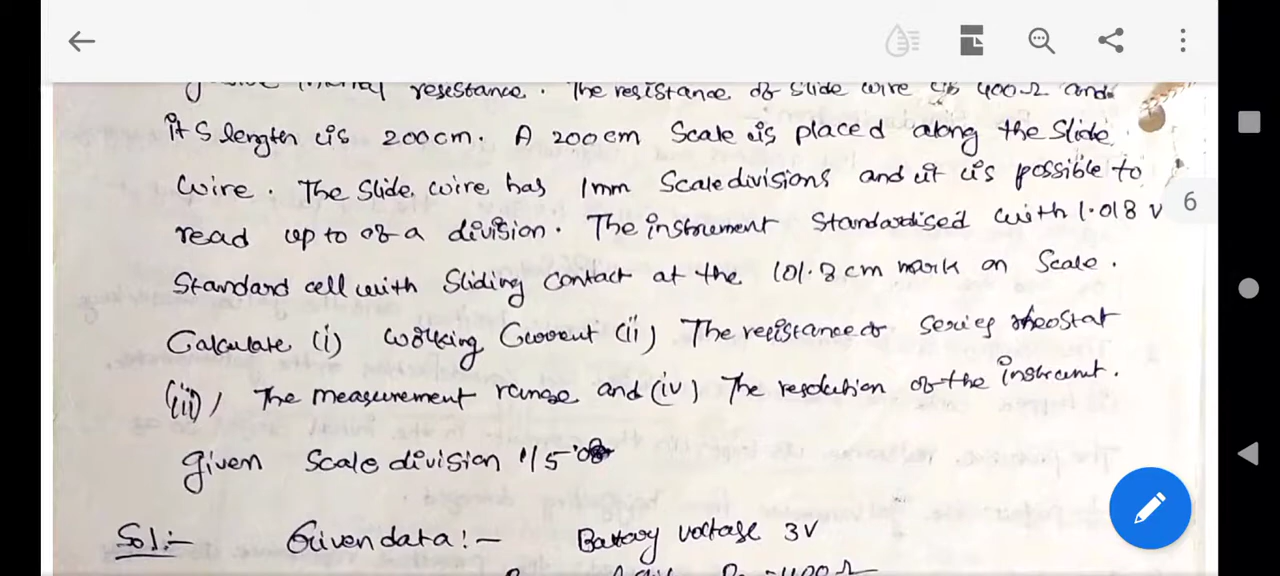 resistance. The resistance of slide wire is 400Ω and
it s length is 200cm. A 200cm Scale is placed along the Slide
wire. The Slide wire has 1mm Scale divisions and it is possible to
6
read up to of a division. The instrument Standardised with 1.018 V
Standard cell with Sliding contact at the 101.8 cm mark on Scale.
Calculate (i) working Current (ii) The resistance of series rheostat
(iii), The measurement range and (iv) The resolution of the instrument.
given Scale division 1/5
Sol:- Given data:- Battery voltage 3V
=400Ω